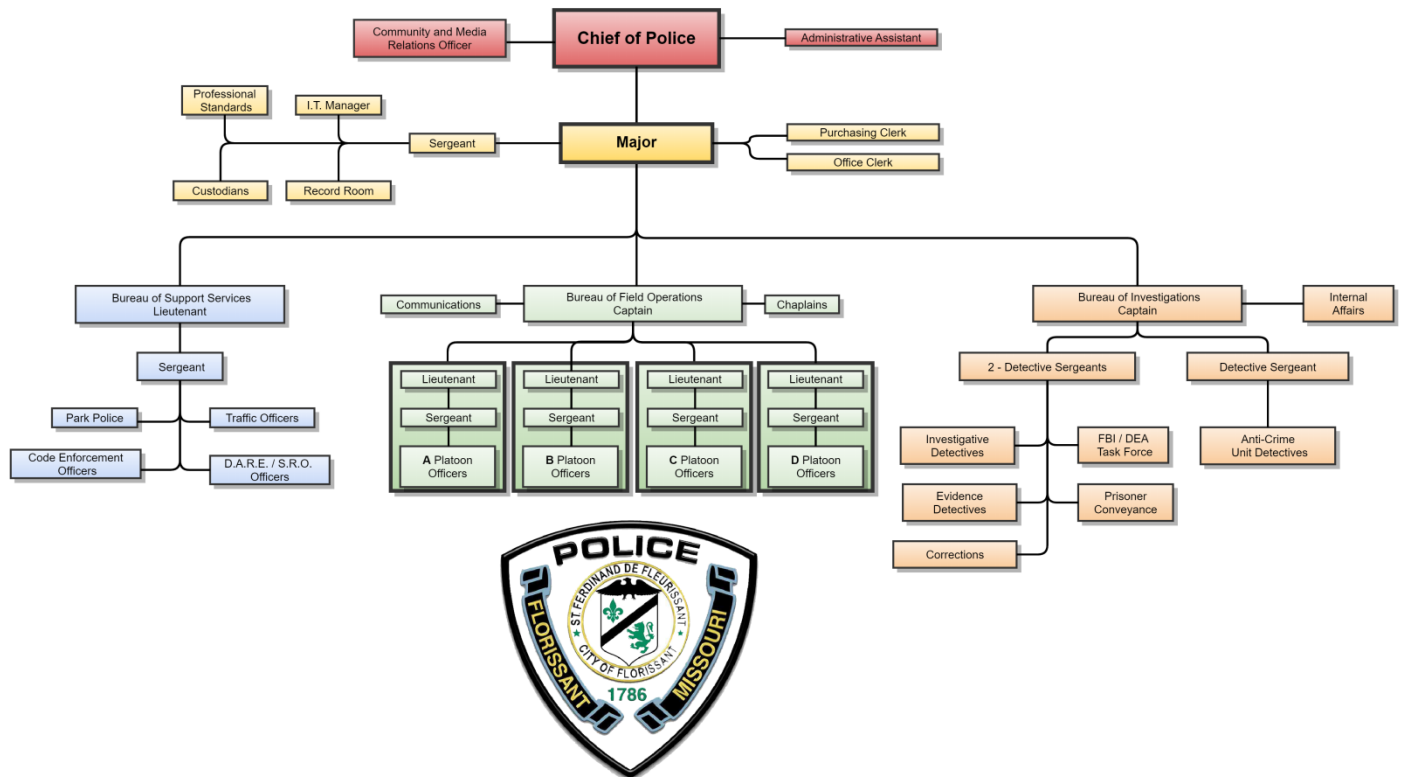 Community and Media
Relations Officer
Chief of Police
Administrative Assistant
Professional
Standards
I.T. Manager
Sergeant
Major
Purchasing Clerk
Office Clerk
Custodians
Record Room
Bureau of Support Services
Lieutenant
Communications
Bureau of Field Operations
Captain
Chaplains
Bureau of Investigations
Captain
Internal
Affairs
Sergeant
Park Police
Traffic Officers
Code Enforcement
Officers
D.A.R.E. / S.R.O.
Officers
Lieutenant
Sergeant
A Platoon
Officers
Lieutenant
Sergeant
B Platoon
Officers
Lieutenant
Sergeant
C Platoon
Officers
Lieutenant
Sergeant
D Platoon
Officers
2 - Detective Sergeants
Detective Sergeant
Investigative
Detectives
FBI / DEA
Task Force
Anti-Crime
Unit Detectives
Evidence
Detectives
Prisoner
Conveyance
Corrections
POLICE
ST. FERDINAND DE FLEURISSANT
CITY OF FLORISSANT
FLORISSANT
MISSOURI
1786